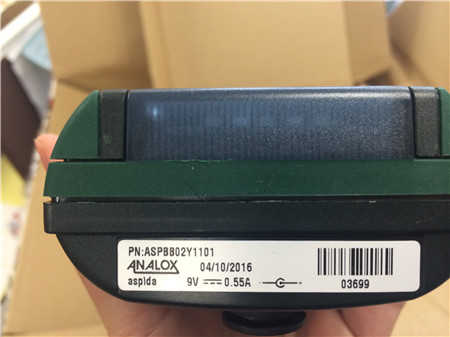 PN:ASPBB02Y1101
ANALOX 04/10/2016
aspida 9V 0.55A 03699